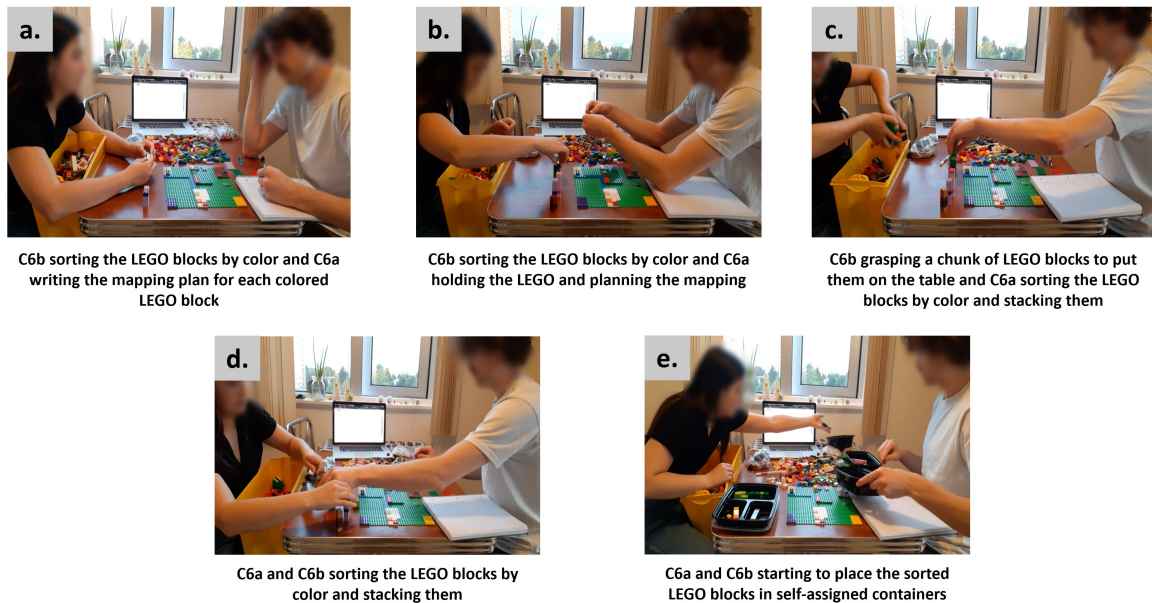 a.
b.
c.
C6b sorting the LEGO blocks by color and C6a
writing the mapping plan for each colored
LEGO block
C6b sorting the LEGO blocks by color and C6a
holding the LEGO and planning the mapping
C6b grasping a chunk of LEGO blocks to put
them on the table and C6a sorting the LEGO
blocks by color and stacking them
d.
e.
C6a and C6b sorting the LEGO blocks by
color and stacking them
C6a and C6b starting to place the sorted
LEGO blocks in self-assigned containers